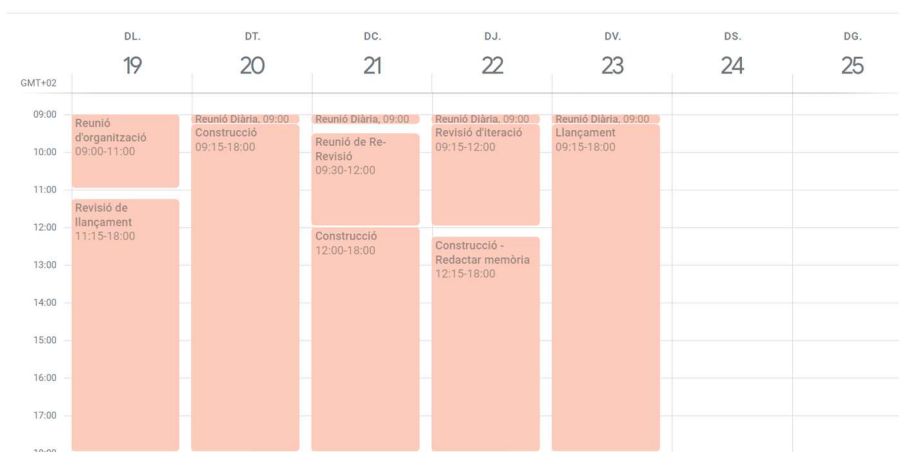 DL.
DT.
DC.
DJ.
DV.
DS.
DG.
19
20
21
22
23
24
25
GMT+02
09:00
10:00
11:00
12:00
13:00
14:00
15:00
16:00
17:00
18:00
Reunió
d'organització
09:00-11:00
Revisió de
llançament
11:15-18:00
Reunió Diària, 09:00
Construcció
09:15-18:00
Reunió Diària, 09:00
Reunió de Re-
Revisió
09:30-12:00
Construcció
12:00-18:00
Reunió Diària, 09:00
Revisió d'iteració
09:15-12:00
Construcció -
Redactar memòria
12:15-18:00
Reunió Diària, 09:00
Llançament
09:15-18:00